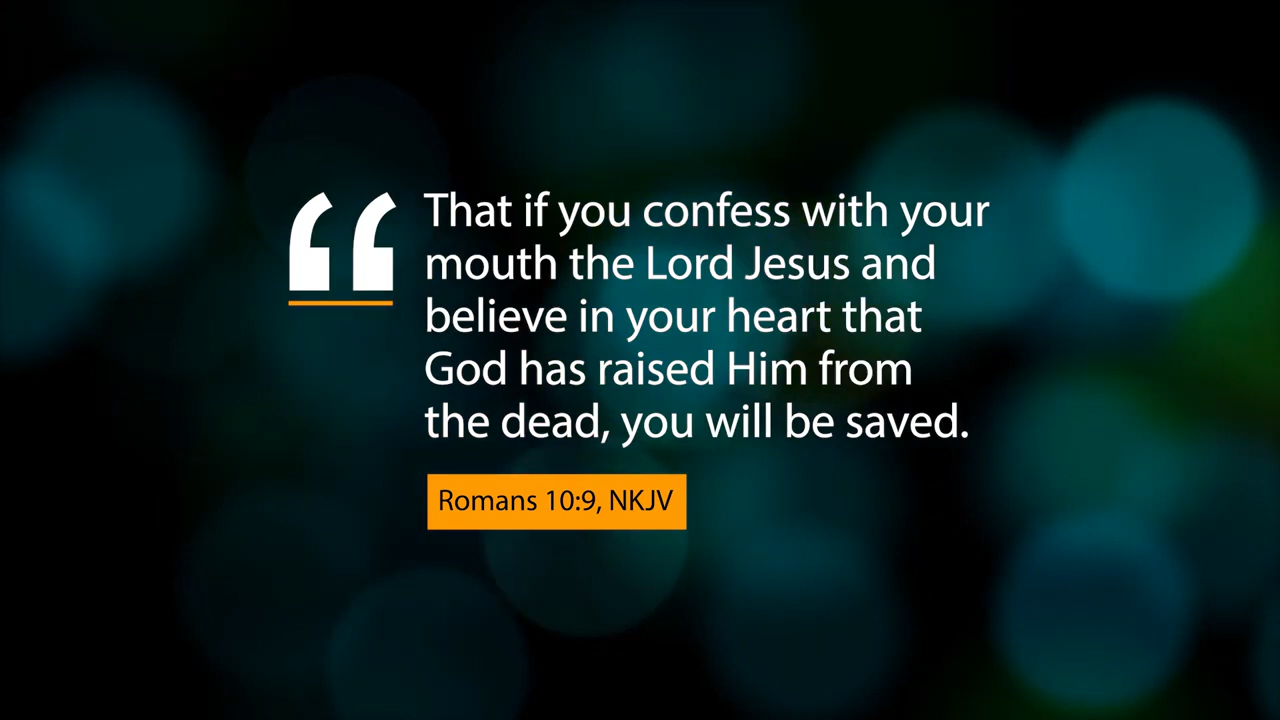 “
That if you confess with your
mouth the Lord Jesus and
believe in your heart that
God has raised Him from
the dead, you will be saved.
Romans 10:9, NKJV